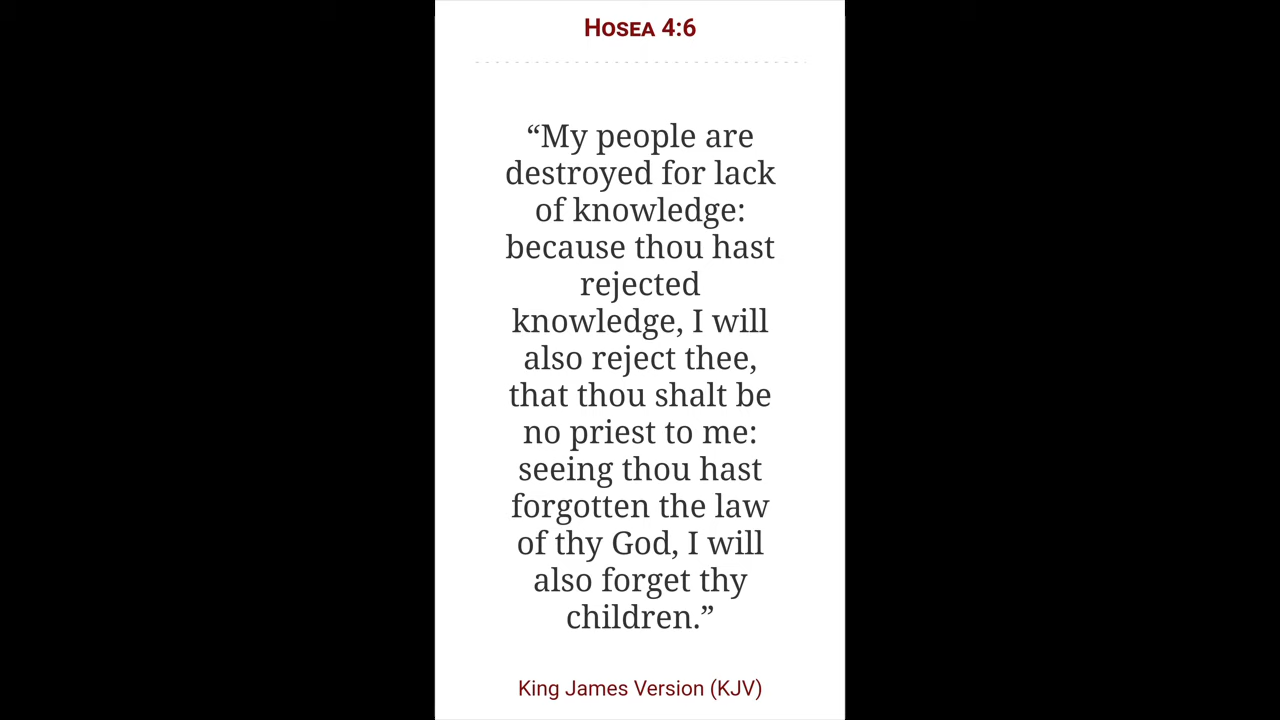 Hosea 4:6
“My people are
destroyed for lack
of knowledge:
because thou hast
rejected
knowledge, I will
also reject thee,
that thou shalt be
no priest to me:
seeing thou hast
forgotten the law
of thy God, I will
also forget thy
children.”
King James Version (KJV)